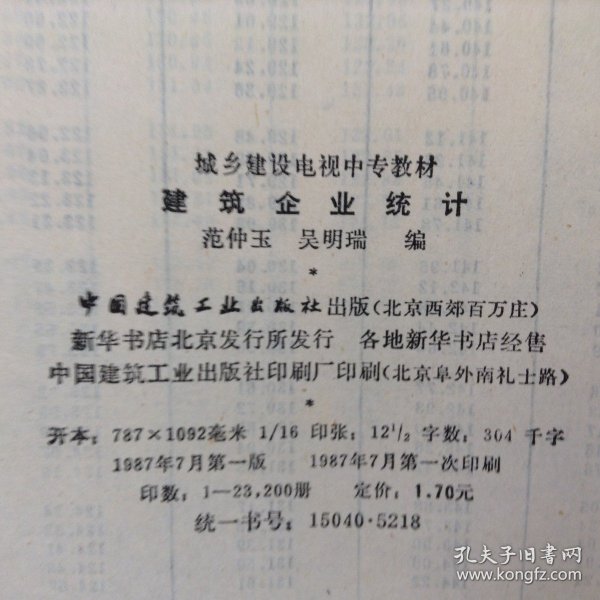 城乡建设电视中专教材
建筑企业统计
范仲玉 吴明瑞 编
*
中国建筑工业出版社出版(北京西郊百万庄)
新华书店北京发行所发行 各地新华书店经售
中国建筑工业出版社印刷厂印刷(北京阜外南礼士路)
*
开本:787×1092毫米 1/16 印张:12¹/₂ 字数:304 千字
1987年7月第一版 1987年7月第一次印刷
印数:1—23,200册 定价:1.70元
统一书号:15040·5218
孔夫子旧书网
www.kongfz.com